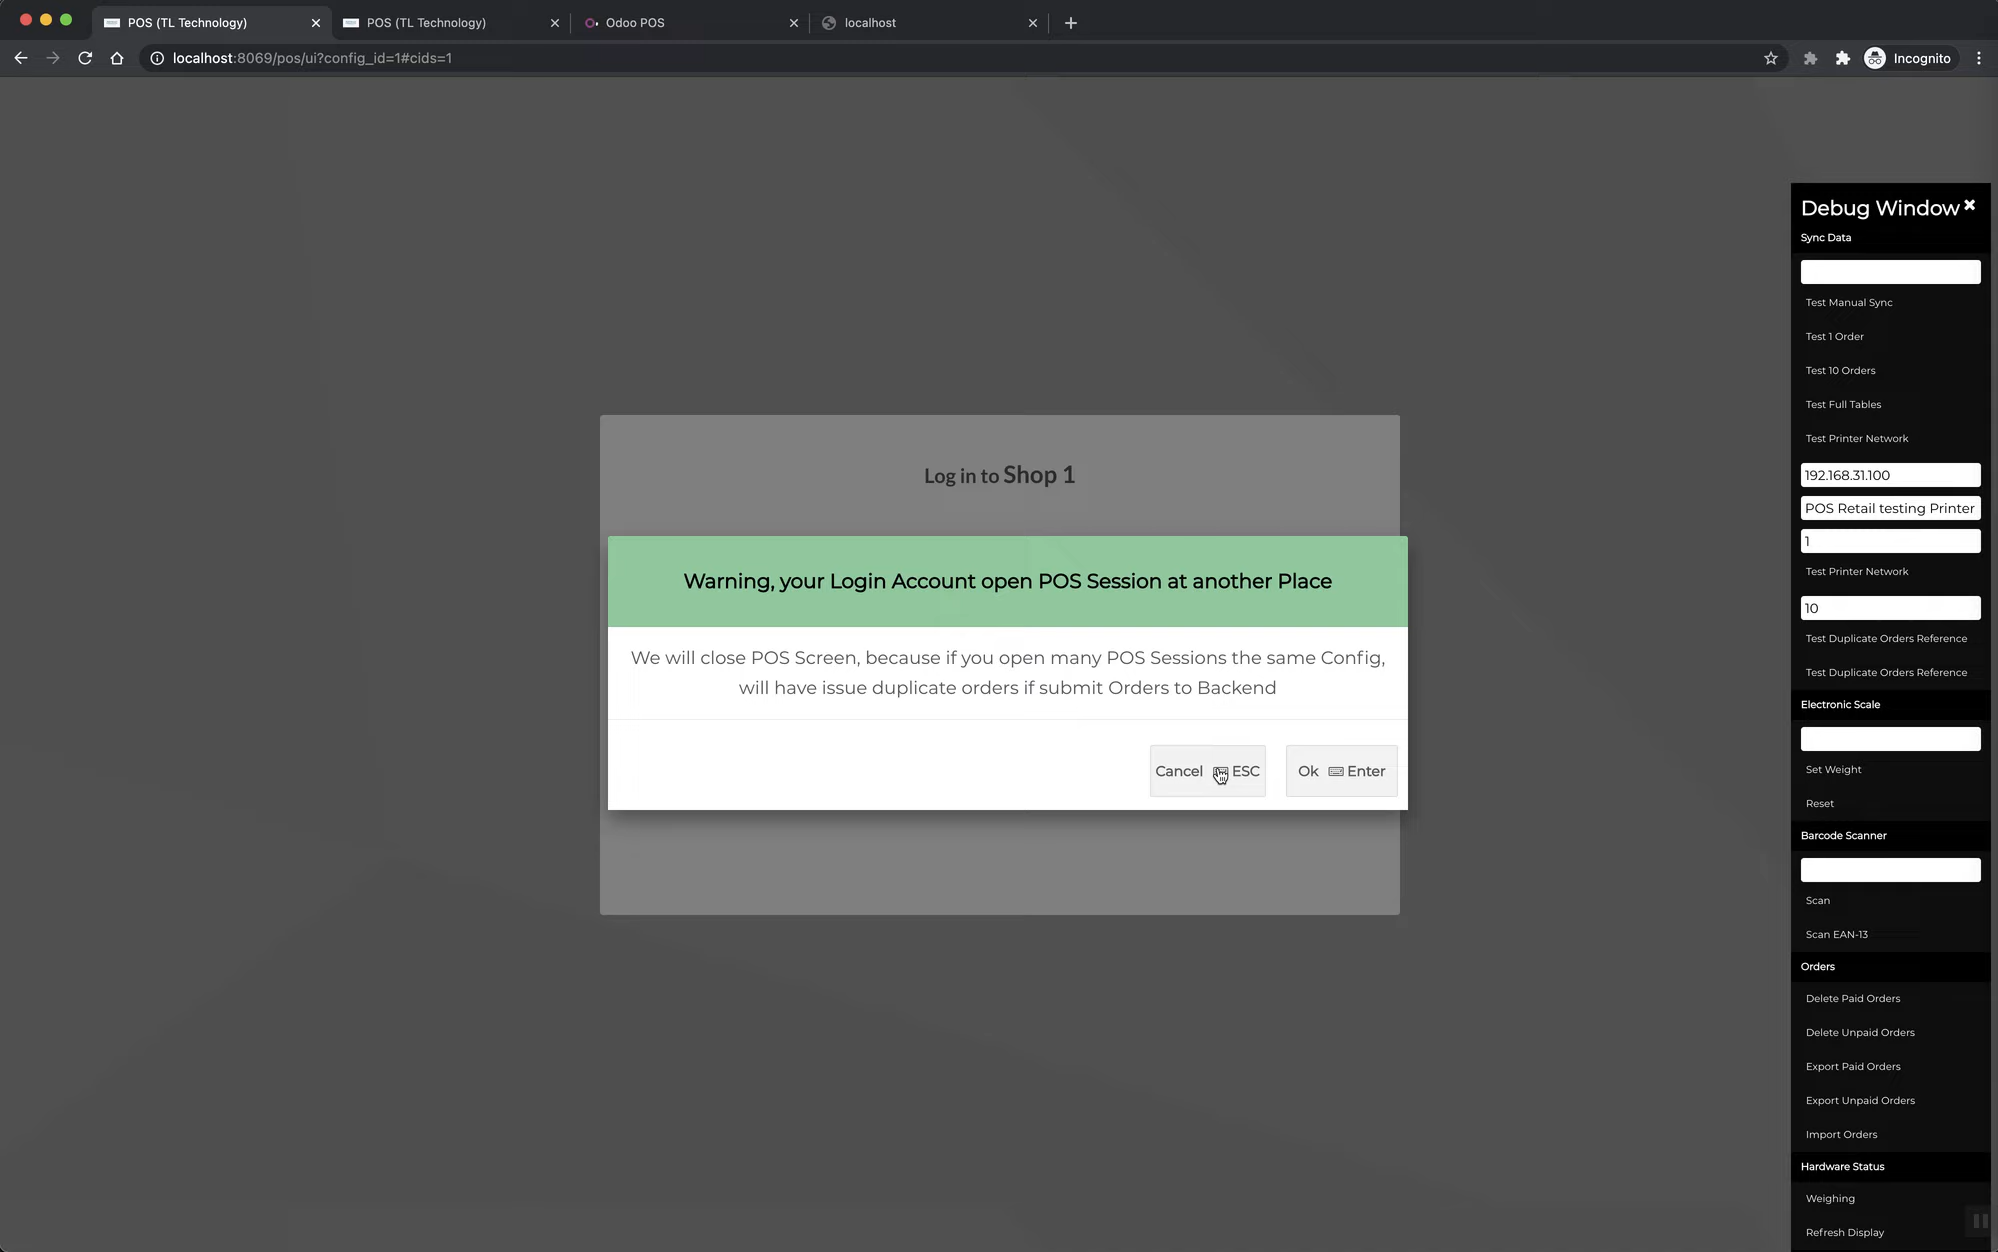 POS (TL Technology)
POS (TL Technology)
Odoo POS
localhost
localhost:8069/pos/ui?config_id=1#cids=1
Incognito
Debug Window
Sync Data
Test Manual Sync
Test 1 Order
Test 10 Orders
Test Full Tables
Test Printer Network
192.168.31.100
POS Retail testing Printer
1
Test Printer Network
10
Test Duplicate Orders Reference
Test Duplicate Orders Reference
Electronic Scale
Set Weight
Reset
Barcode Scanner
Scan
Scan EAN-13
Orders
Delete Paid Orders
Delete Unpaid Orders
Export Paid Orders
Export Unpaid Orders
Import Orders
Hardware Status
Weighing
Refresh Display
Log in to Shop 1
Warning, your Login Account open POS Session at another Place
We will close POS Screen, because if you open many POS Sessions the same Config,
will have issue duplicate orders if submit Orders to Backend
Cancel ESC
Ok Enter